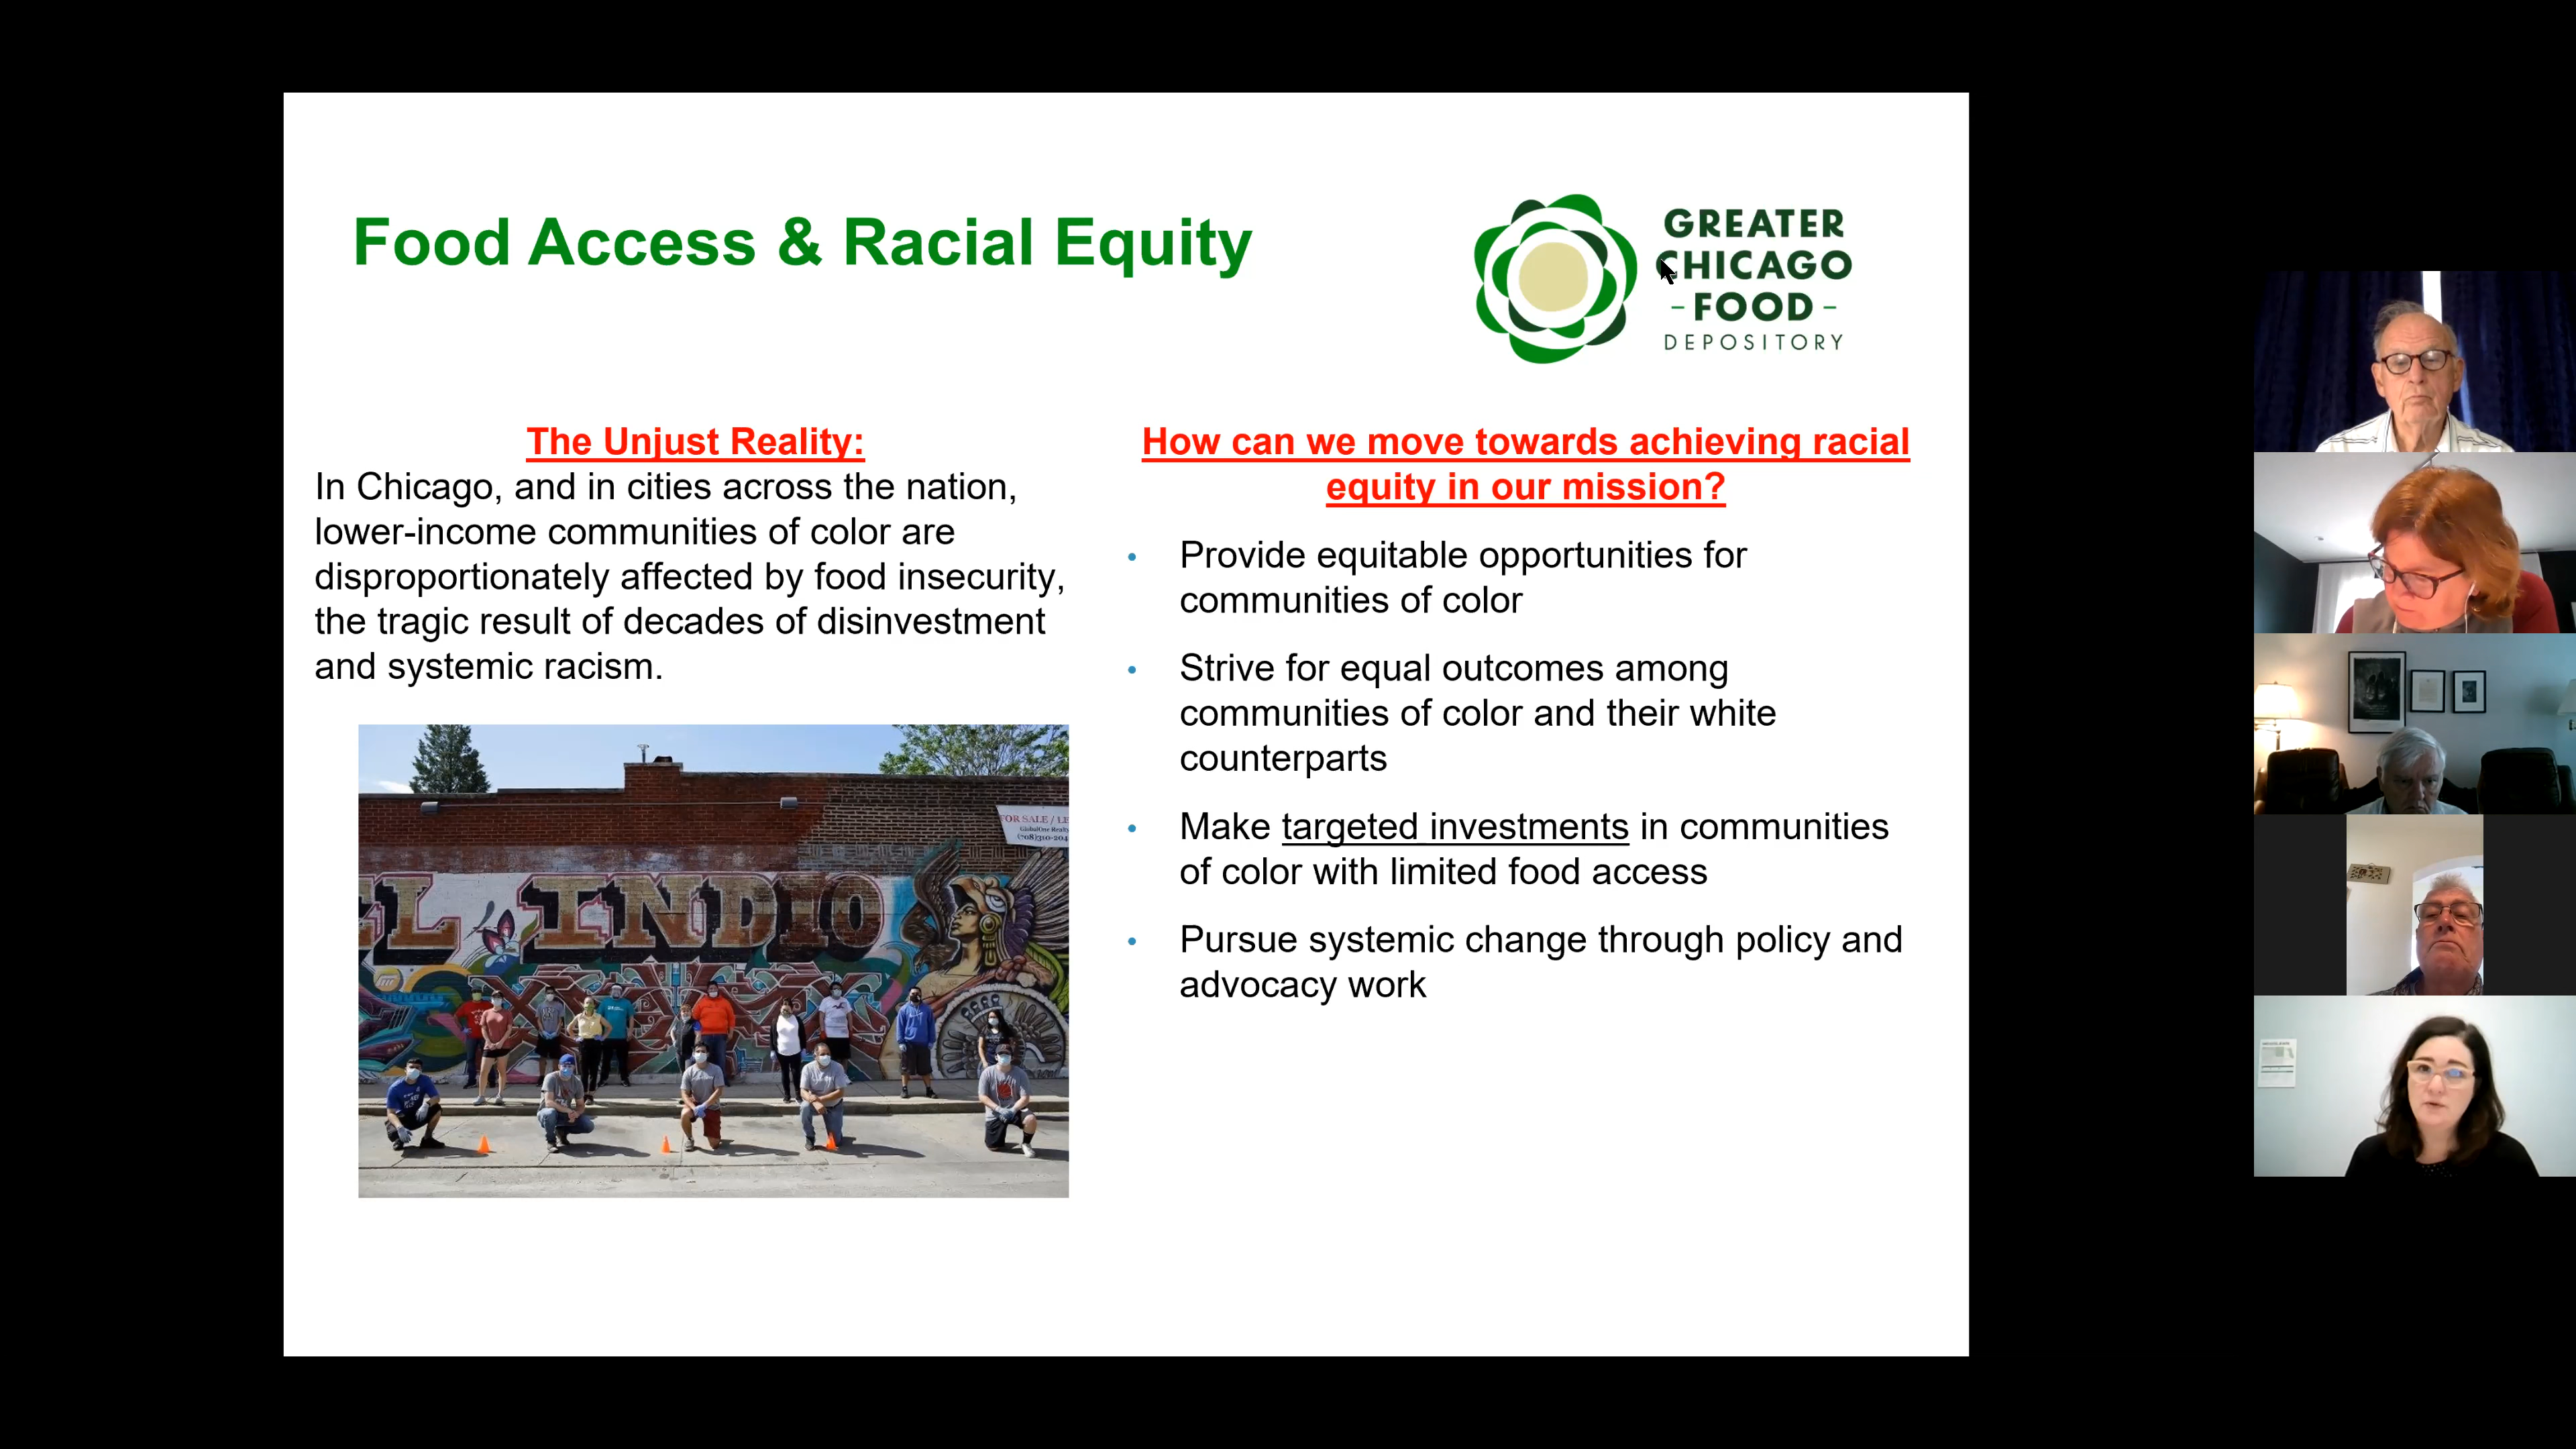 Food Access & Racial Equity
GREATER
CHICAGO
-FOOD-
DEPOSITORY
The Unjust Reality:
In Chicago, and in cities across the nation,
lower-income communities of color are
disproportionately affected by food insecurity,
the tragic result of decades of disinvestment
and systemic racism.
FOR SALE / LE
GlobalOne Realt
L INDIO
How can we move towards achieving racial
equity in our mission?
• Provide equitable opportunities for
communities of color
• Strive for equal outcomes among
communities of color and their white
counterparts
• Make targeted investments in communities
of color with limited food access
• Pursue systemic change through policy and
advocacy work